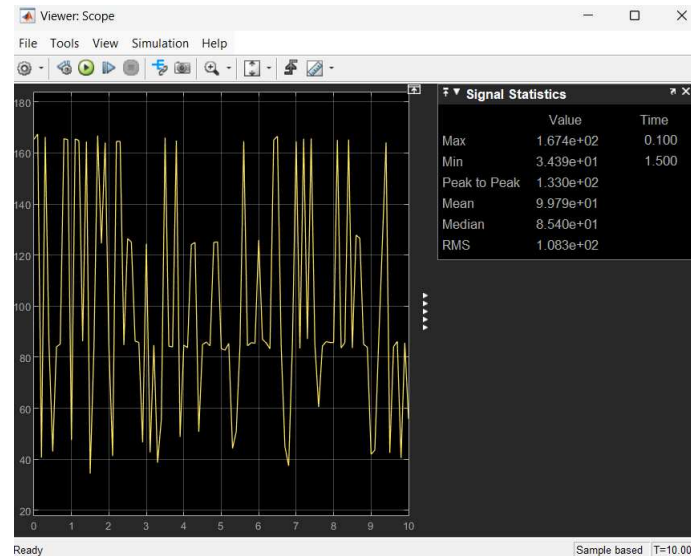 Viewer: Scope
File Tools View Simulation Help
180
160
140
120
100
80
60
40
20
0 1 2 3 4 5 6 7 8 9 10
Signal Statistics
Value Time
Max 1.674e+02 0.100
Min 3.439e+01 1.500
Peak to Peak 1.330e+02
Mean 9.979e+01
Median 8.540e+01
RMS 1.083e+02
Ready Sample based T=10.00